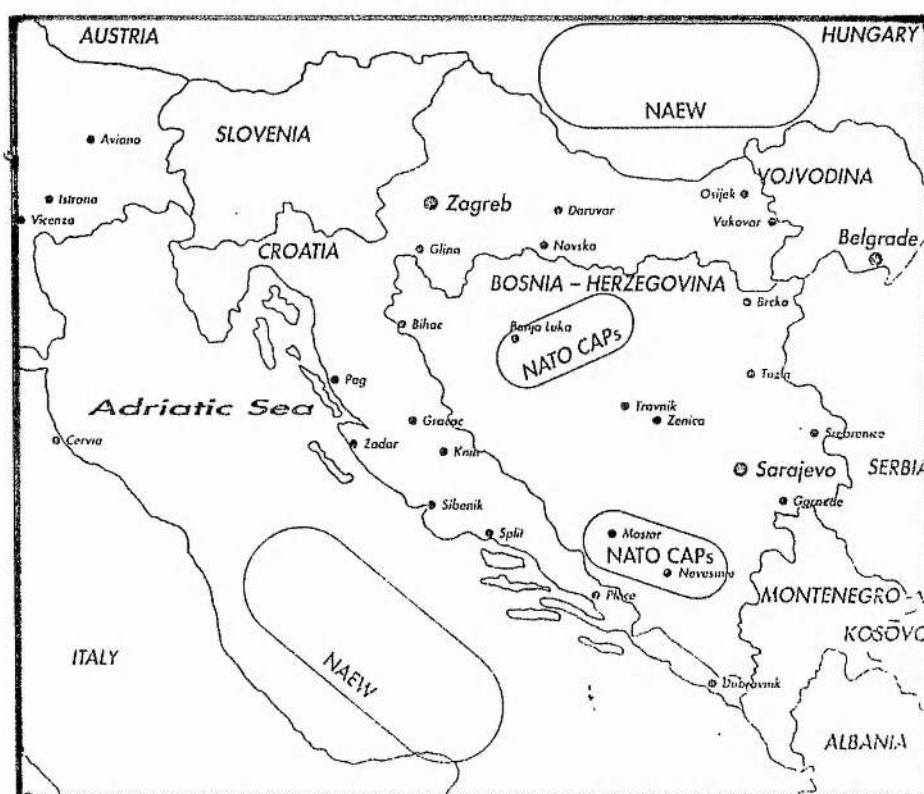 AUSTRIA
HUNGARY
NAEW
SLOVENIA
Aviano
Istrana
Vicenza
Zagreb
Daruvar
Osijek
VOJVODINA
Vukovar
Belgrade
CROATIA
Glina
Novska
BOSNIA – HERZEGOVINA
Brcko
Bihac
Banja Luka
NATO CAPs
Tuzla
Pag
Adriatic Sea
Travnik
Zenica
Gracac
Cervia
Zadar
Knin
Srebrenica
Sarajevo
SERBIA
Sibenik
Split
Mostar
NATO CAPs
MONTENEGRO
Ploce
KOSOVO
ITALY
NAEW
Dubrovnik
ALBANIA